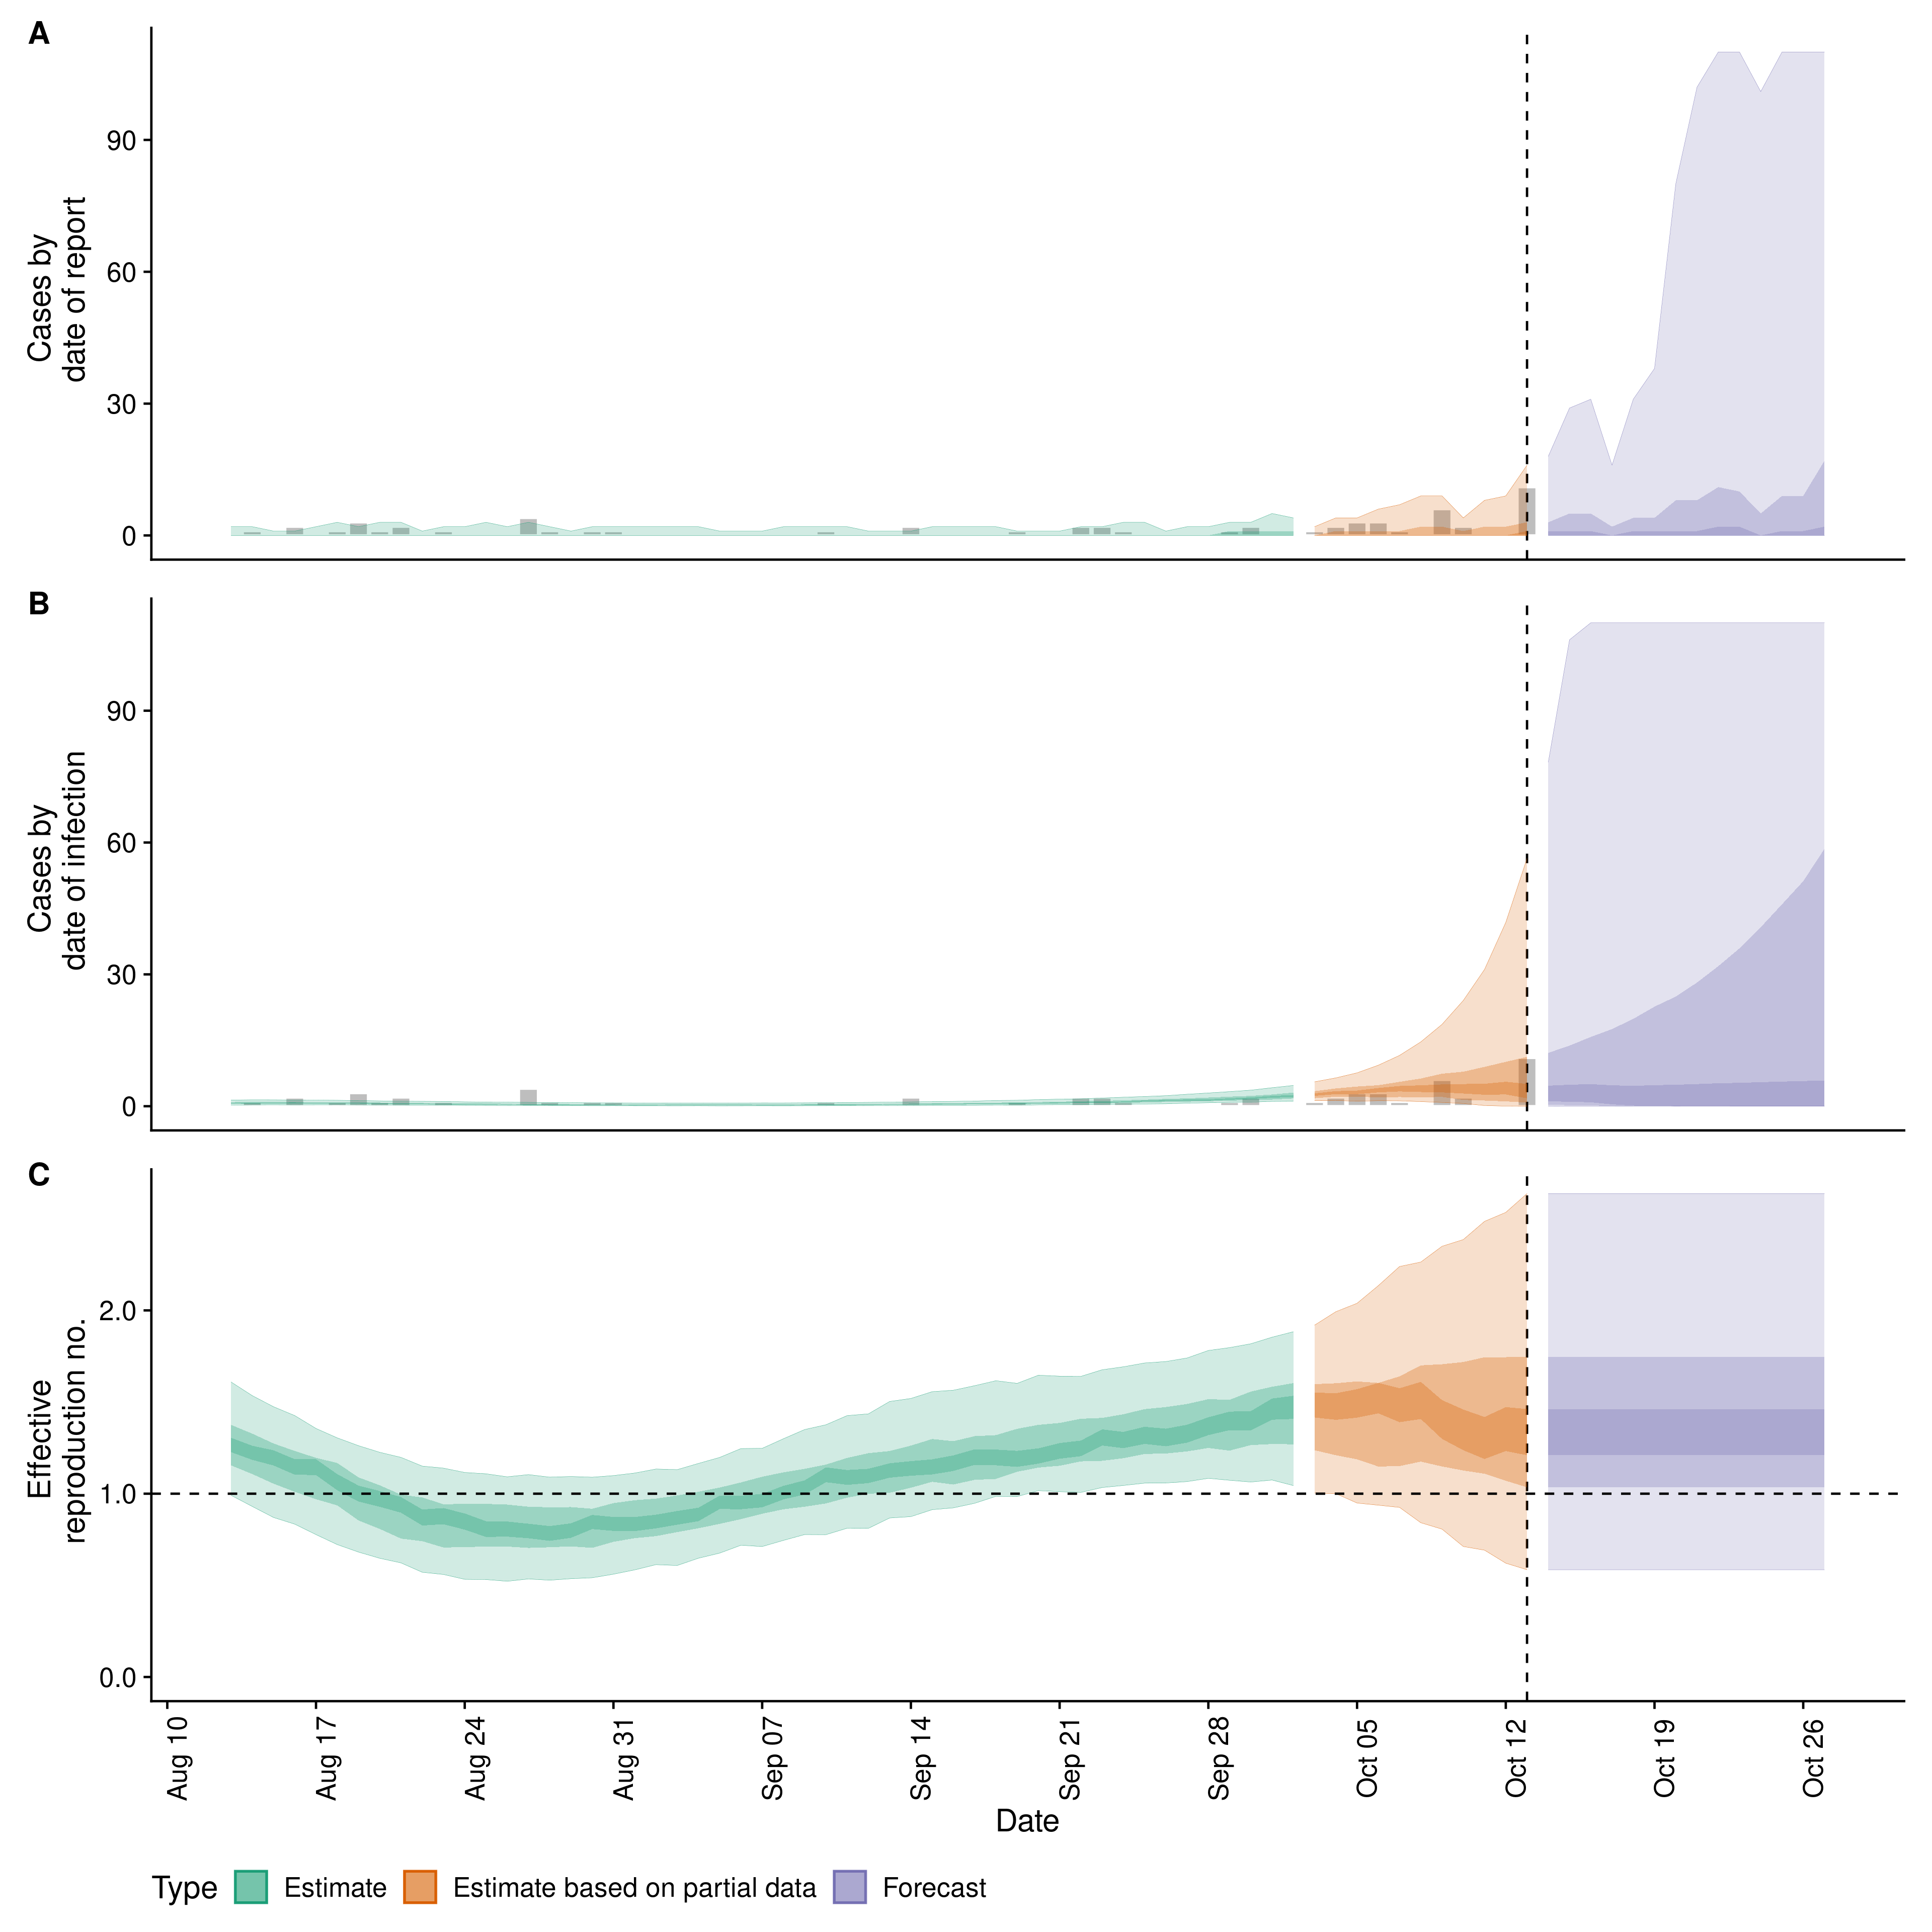 A
Cases by
date of report
90
60
30
0
B
Cases by
date of infection
90
60
30
0
C
Effective
reproduction no.
2.0
1.0
0.0
Aug 10
Aug 17
Aug 24
Aug 31
Sep 07
Sep 14
Sep 21
Sep 28
Oct 05
Oct 12
Oct 19
Oct 26
Date
Type Estimate Estimate based on partial data Forecast